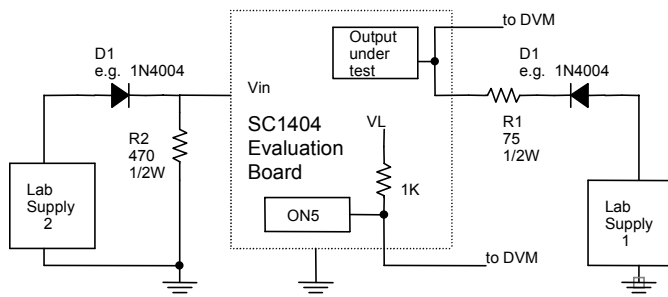 to DVM
D1
e.g. 1N4004
Output
under
test
D1
e.g. 1N4004
Vin
SC1404
Evaluation
Board
VL
R1
75
1/2W
R2
470
1/2W
1K
Lab
Supply
2
ON5
Lab
Supply
1
to DVM